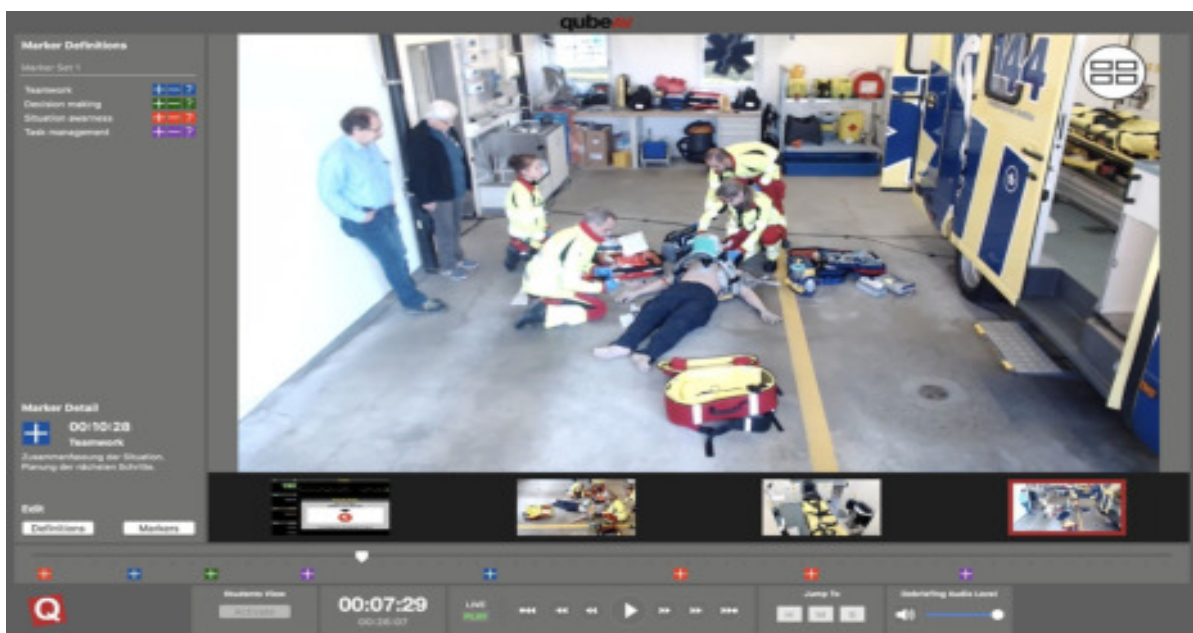 qubeAV
Marker Definitions
Marker Set 1
Teamwork + − ?
Decision making + − ?
Situation awarness + − ?
Task management + − ?
144
Marker Detail
00:10:28
Teamwork
Zusammenfassung der Situation.
Planung der nächsten Schritte.
Edit
Definitions Markers
Q
Students View
Activate
00:07:29
00:26:07
LIVE
PLAY
Jump To
Debriefing Audio Level